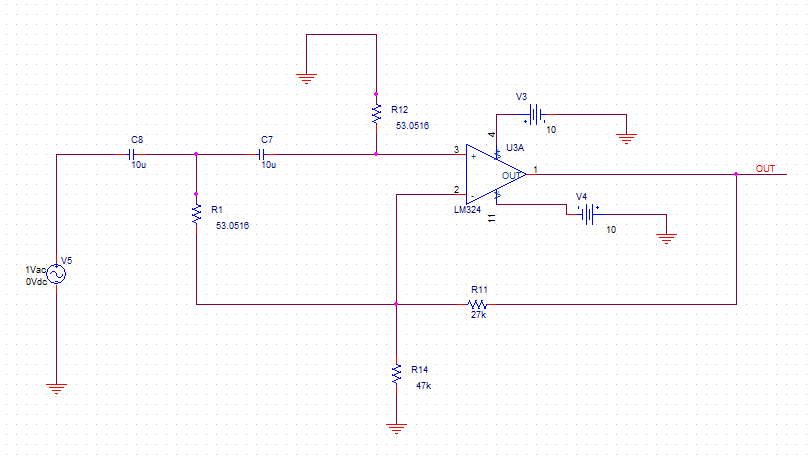 V3
10
R12
53.0516
C8
10u
C7
10u
3
+
4
U3A
OUT
1
OUT
2
-
LM324
11
V4
10
R1
53.0516
V5
1Vac
0Vdc
R11
27k
R14
47k